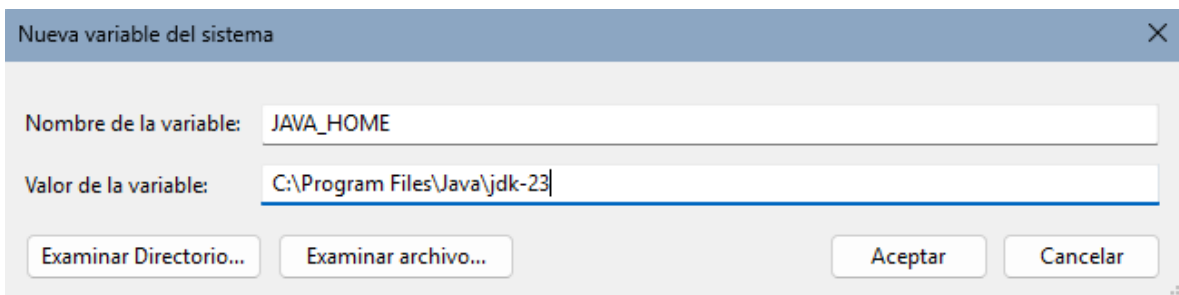 Nueva variable del sistema
Nombre de la variable: JAVA_HOME
Valor de la variable: C:\Program Files\Java\jdk-23
Examinar Directorio... Examinar archivo... Aceptar Cancelar